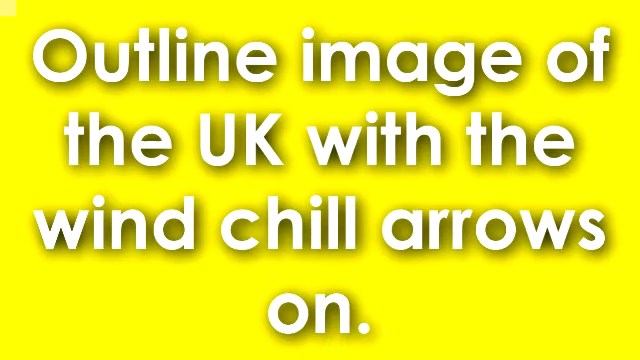 Outline image of
the UK with the
wind chill arrows
on.